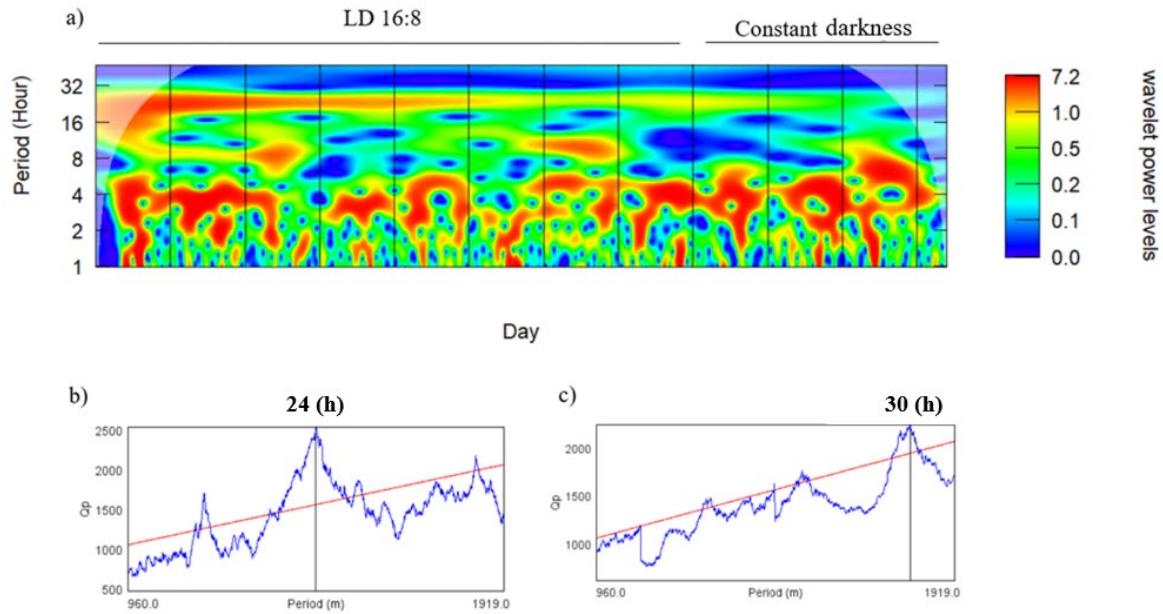 a)
LD 16:8
Constant darkness
Period (Hour)
32
16
8
4
2
1
7.2
1.0
0.5
0.2
0.1
0.0
wavelet power levels
Day
b)
24 (h)
2500
2000
1500
1000
500
Qp
960.0
Period (m)
1919.0
c)
30 (h)
2000
1500
1000
Qp
960.0
Period (m)
1919.0